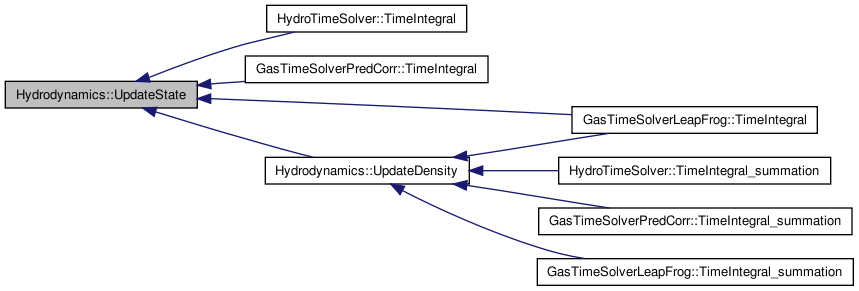 HydroTimeSolver::TimeIntegral
GasTimeSolverPredCorr::TimeIntegral
Hydrodynamics::UpdateState
GasTimeSolverLeapFrog::TimeIntegral
Hydrodynamics::UpdateDensity
HydroTimeSolver::TimeIntegral_summation
GasTimeSolverPredCorr::TimeIntegral_summation
GasTimeSolverLeapFrog::TimeIntegral_summation